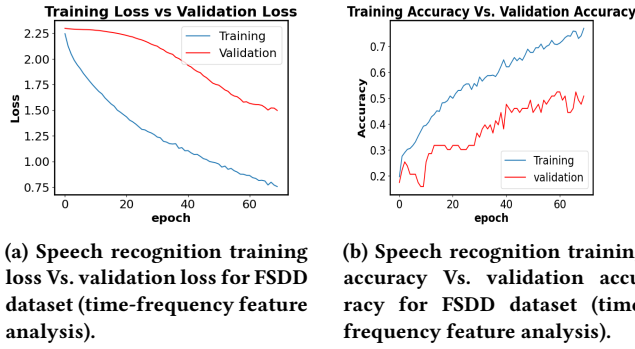 Training Loss vs Validation Loss
2.25
2.00
1.75
1.50
1.25
1.00
0.75
Loss
0
20
40
60
epoch
Training
Validation
(a) Speech recognition training
loss Vs. validation loss for FSDD
dataset (time-frequency feature
analysis).
Training Accuracy Vs. Validation Accuracy
0.7
0.6
0.5
0.4
0.3
0.2
Accuracy
0
20
40
60
epoch
Training
validation
(b) Speech recognition trainin
accuracy Vs. validation accu
racy for FSDD dataset (time
frequency feature analysis).